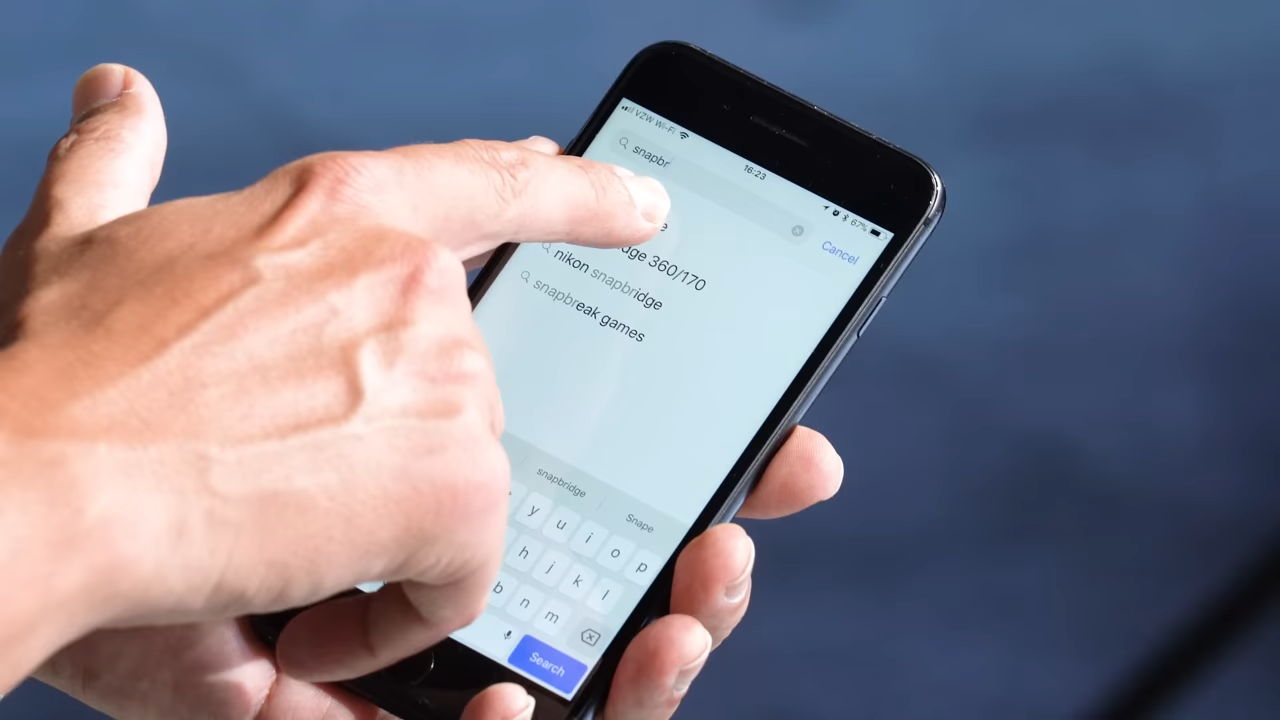 VZW Wi-Fi 16:23 67%
snapbr
Cancel
e
dge 360/170
nikon snapbridge
snapbreak games
snapbridge Snape
y u i o p
h j k l
b n m
Search